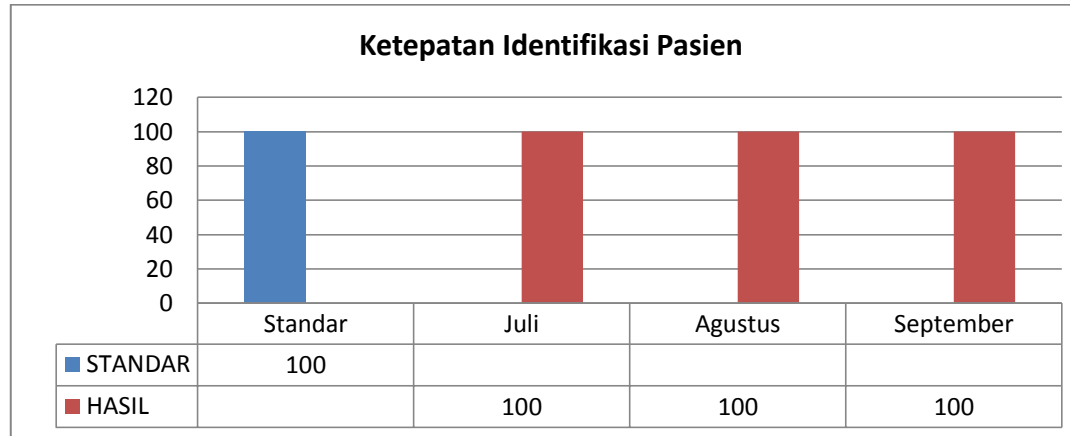 Ketepatan Identifikasi Pasien
120
100
80
60
40
20
0
Standar Juli Agustus September
STANDAR 100
HASIL 100 100 100